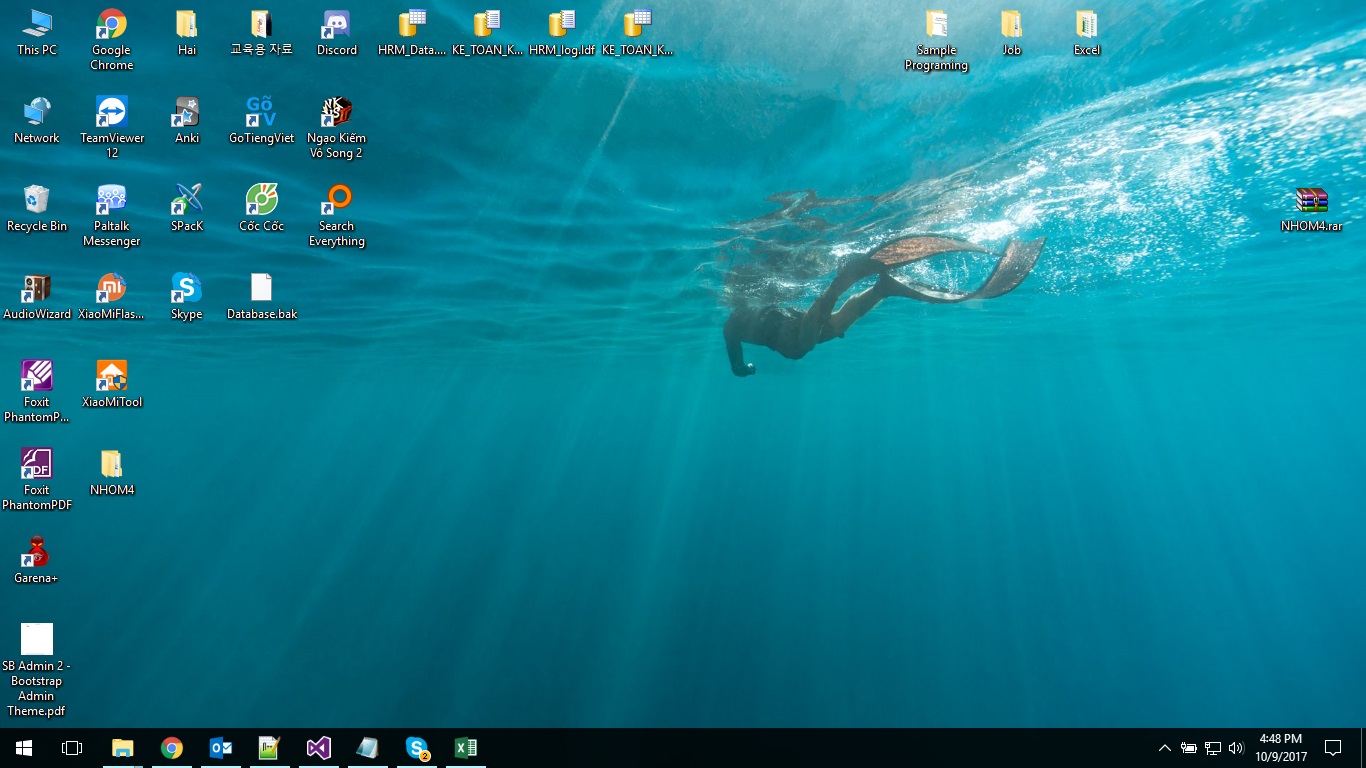 This PC
Google
Chrome
Hai
교육용 자료
Discord
HRM_Data....
KE_TOAN_K...
HRM_log.ldf
KE_TOAN_K...
Sample
Programing
Job
Excel
Network
TeamViewer
12
Anki
Gõ
TV
GoTiengViet
Ngạo Kiếm
Vô Song 2
Recycle Bin
Paltalk
Messenger
SPacK
Cốc Cốc
Search
Everything
NHOM4.rar
AudioWizard
XiaoMiFlas...
Skype
Database.bak
Foxit
PhantomP...
XiaoMiTool
Foxit
PhantomPDF
NHOM4
Garena+
SB Admin 2 -
Bootstrap
Admin
Theme.pdf
2
4:48 PM
10/9/2017